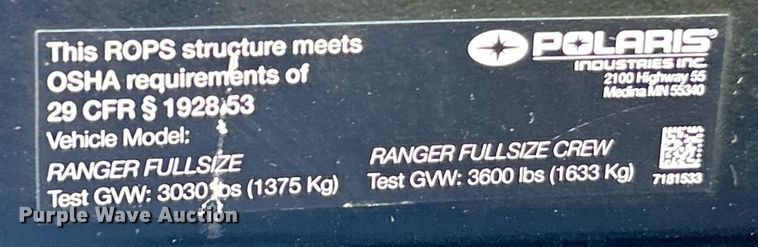 This ROPS structure meets
OSHA requirements of
29 CFR § 1928.53
Vehicle Model:
RANGER FULLSIZE
Test GVW: 3030 lbs (1375 Kg)
POLARIS®
INDUSTRIES INC.
2100 Highway 55
Medina MN 55340
RANGER FULLSIZE CREW
Test GVW: 3600 lbs (1633 Kg)
7181533
Purple Wave Auction